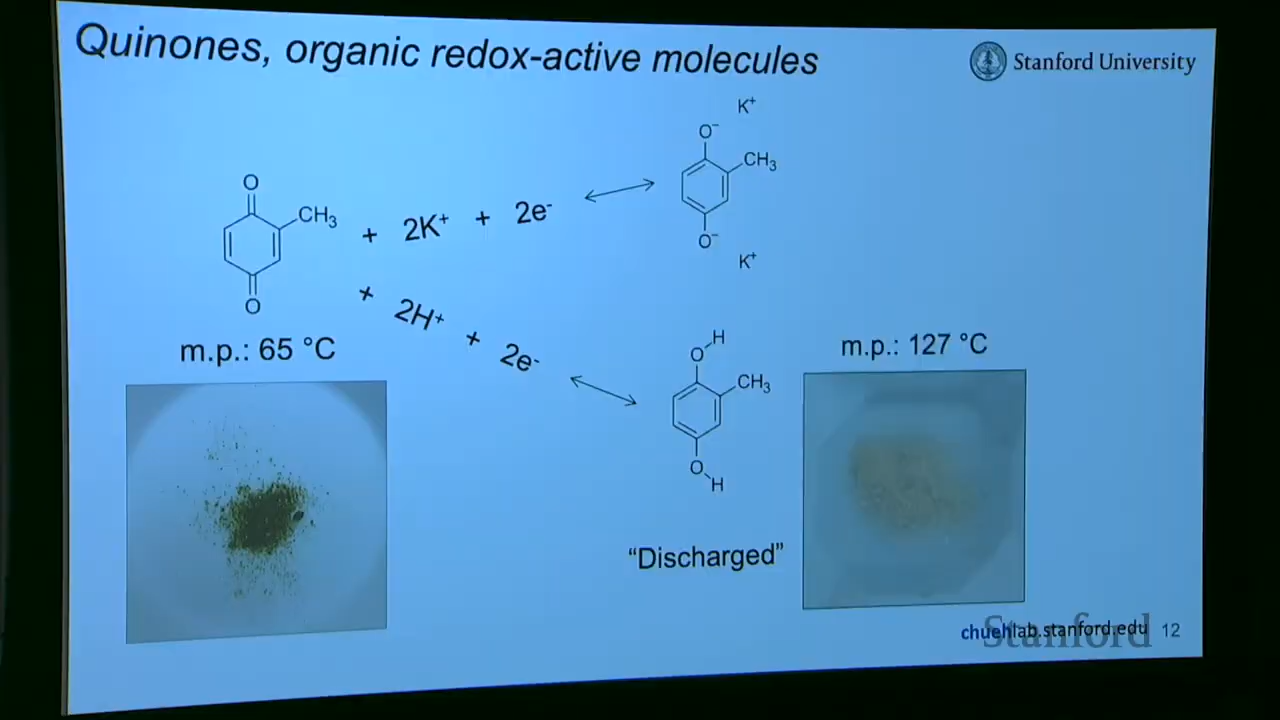 Quinones, organic redox-active molecules
Stanford University
K⁺
O⁻
CH₃
O
CH₃
+ 2K⁺ + 2e⁻
O⁻
K⁺
O
+ 2H⁺ + 2e⁻
m.p.: 65 °C
H
O
CH₃
m.p.: 127 °C
O
H
"Discharged"
Stanford
chuehlab.stanford.edu 12